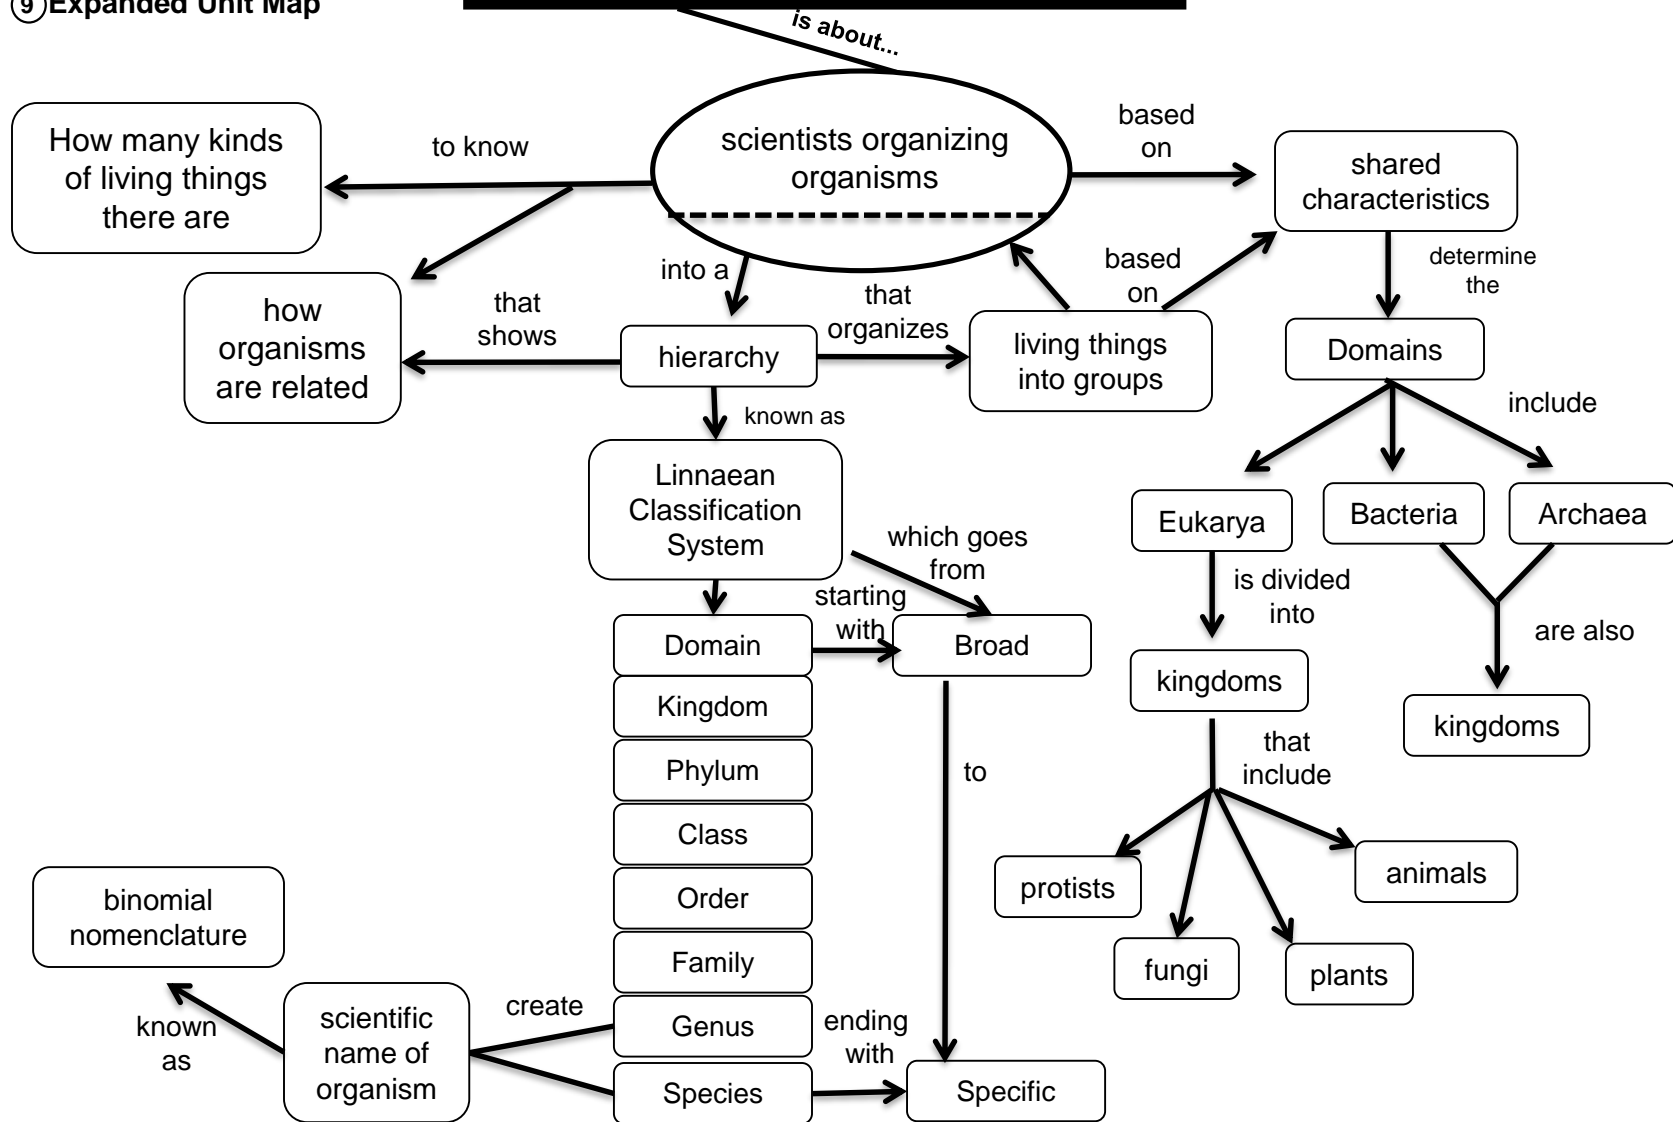 9 Expanded Unit Map
is about...
scientists organizing
organisms
to know
How many kinds
of living things
there are
based
on
shared
characteristics
how
organisms
are related
that
shows
into a
hierarchy
that
organizes
living things
into groups
based
on
determine
the
Domains
include
known as
Linnaean
Classification
System
which goes
from
starting
with
Eukarya
Bacteria
Archaea
is divided
into
are also
Domain
Broad
kingdoms
kingdoms
Kingdom
Phylum
Class
Order
Family
Genus
Species
to
that
include
protists
fungi
plants
animals
binomial
nomenclature
known
as
scientific
name of
organism
create
ending
with
Specific